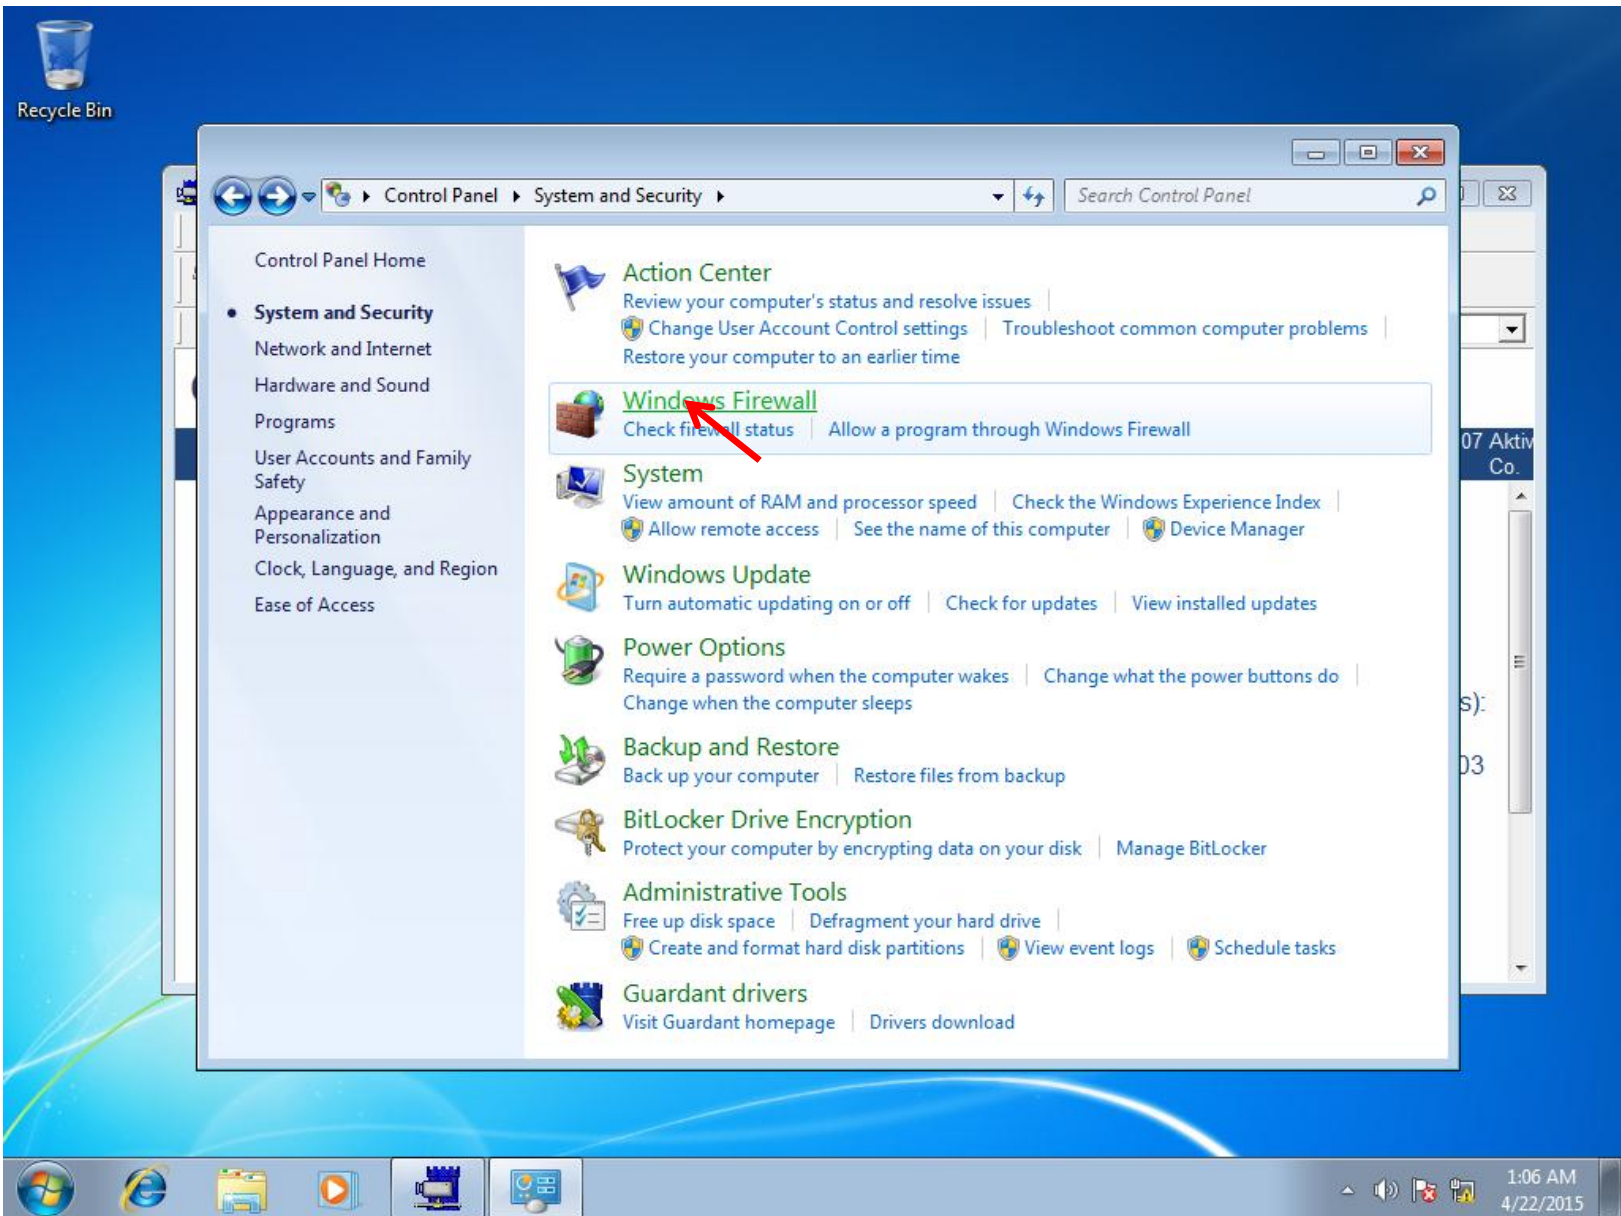 Recycle Bin
Control Panel
System and Security
Search Control Panel
Control Panel Home
System and Security
Network and Internet
Hardware and Sound
Programs
User Accounts and Family
Safety
Appearance and
Personalization
Clock, Language, and Region
Ease of Access
Action Center
Review your computer's status and resolve issues
Change User Account Control settings
Troubleshoot common computer problems
Restore your computer to an earlier time
Windows Firewall
Check firewall status
Allow a program through Windows Firewall
System
View amount of RAM and processor speed
Check the Windows Experience Index
Allow remote access
See the name of this computer
Device Manager
Windows Update
Turn automatic updating on or off
Check for updates
View installed updates
Power Options
Require a password when the computer wakes
Change what the power buttons do
Change when the computer sleeps
Backup and Restore
Back up your computer
Restore files from backup
BitLocker Drive Encryption
Protect your computer by encrypting data on your disk
Manage BitLocker
Administrative Tools
Free up disk space
Defragment your hard drive
Create and format hard disk partitions
View event logs
Schedule tasks
Guardant drivers
Visit Guardant homepage
Drivers download
07 Aktiv
Co.
s):
03
1:06 AM
4/22/2015